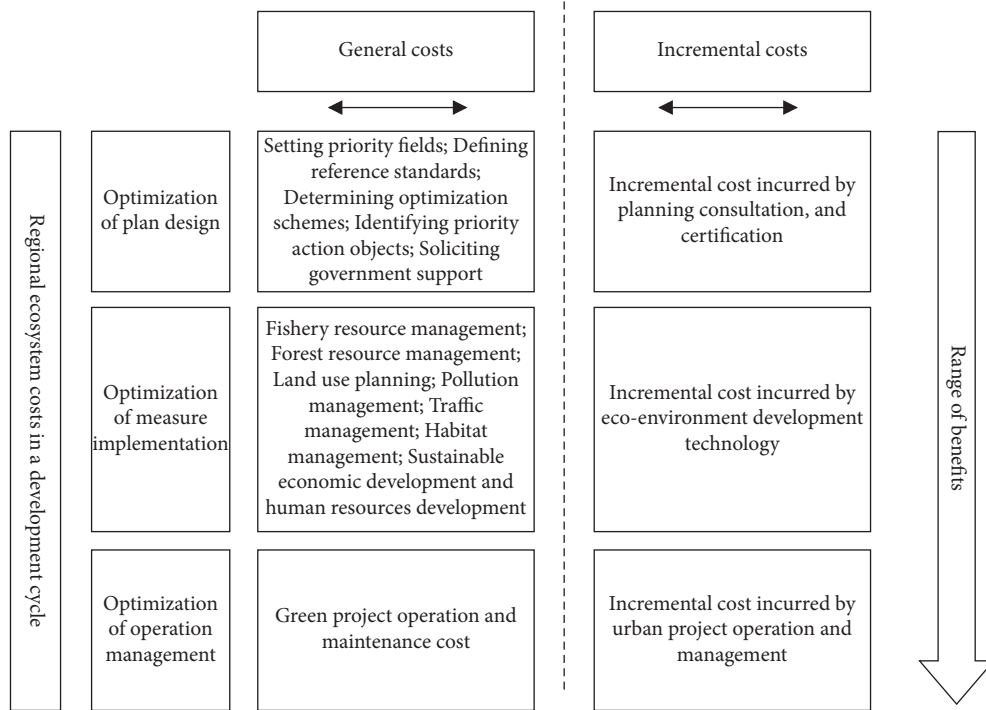 General costs
Incremental costs
Regional ecosystem costs in a development cycle
Optimization
of plan design
Setting priority fields; Defining
reference standards;
Determining optimization
schemes; Identifying priority
action objects; Soliciting
government support
Incremental cost incurred by
planning consultation, and
certification
Optimization
of measure
implementation
Fishery resource management;
Forest resource management;
Land use planning; Pollution
management; Traffic
management; Habitat
management; Sustainable
economic development and
human resources development
Incremental cost incurred by
eco-environment development
technology
Optimization
of operation
management
Green project operation and
maintenance cost
Incremental cost incurred by
urban project operation and
management
Range of benefits